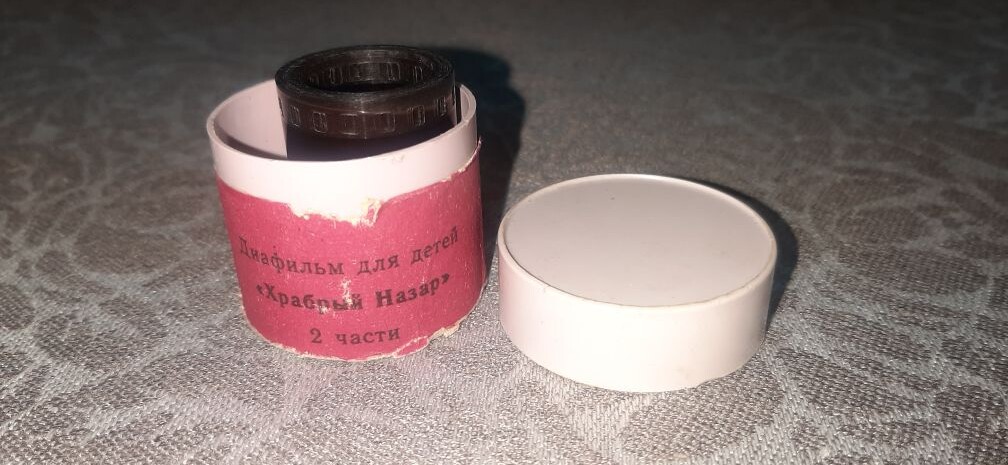 Диафильм для детей
«Храбрый Назар»
2 части